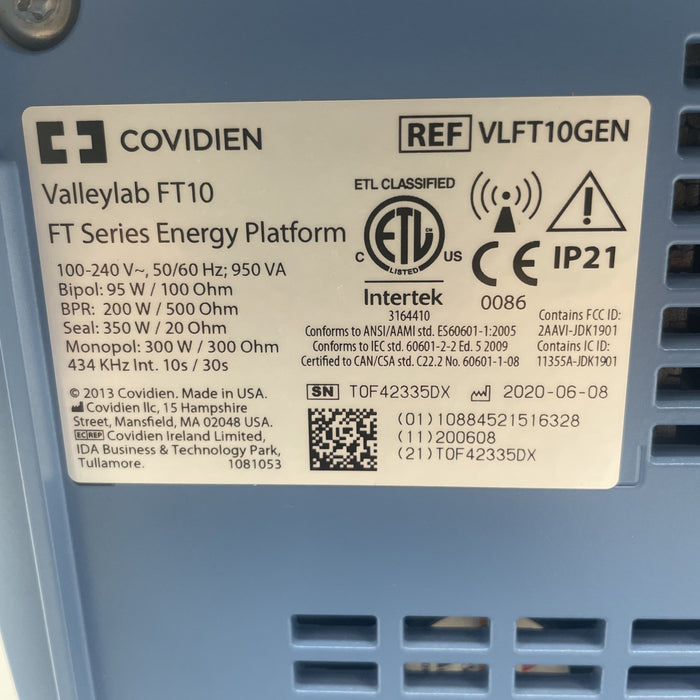 COVIDIEN
REF VLFT10GEN
Valleylab FT10
FT Series Energy Platform
100-240 V~, 50/60 Hz; 950 VA
Bipol: 95 W / 100 Ohm
BPR: 200 W / 500 Ohm
Seal: 350 W / 20 Ohm
Monopol: 300 W / 300 Ohm
434 KHz Int. 10s / 30s
ETL CLASSIFIED
ETL
CM
LISTED
C US
Intertek
3164410
Conforms to ANSI/AAMI std. ES60601-1:2005
Conforms to IEC std. 60601-2-2 Ed. 5 2009
Certified to CAN/CSA std. C22.2 No. 60601-1-08
CE
0086
IP21
Contains FCC ID:
2AAVI-JDK1901
Contains IC ID:
11355A-JDK1901
© 2013 Covidien. Made in USA.
Covidien llc, 15 Hampshire
Street, Mansfield, MA 02048 USA.
EC REP Covidien Ireland Limited,
IDA Business & Technology Park,
Tullamore. 1081053
SN T0F42335DX 2020-06-08
(01)10884521516328
(11)200608
(21)T0F42335DX